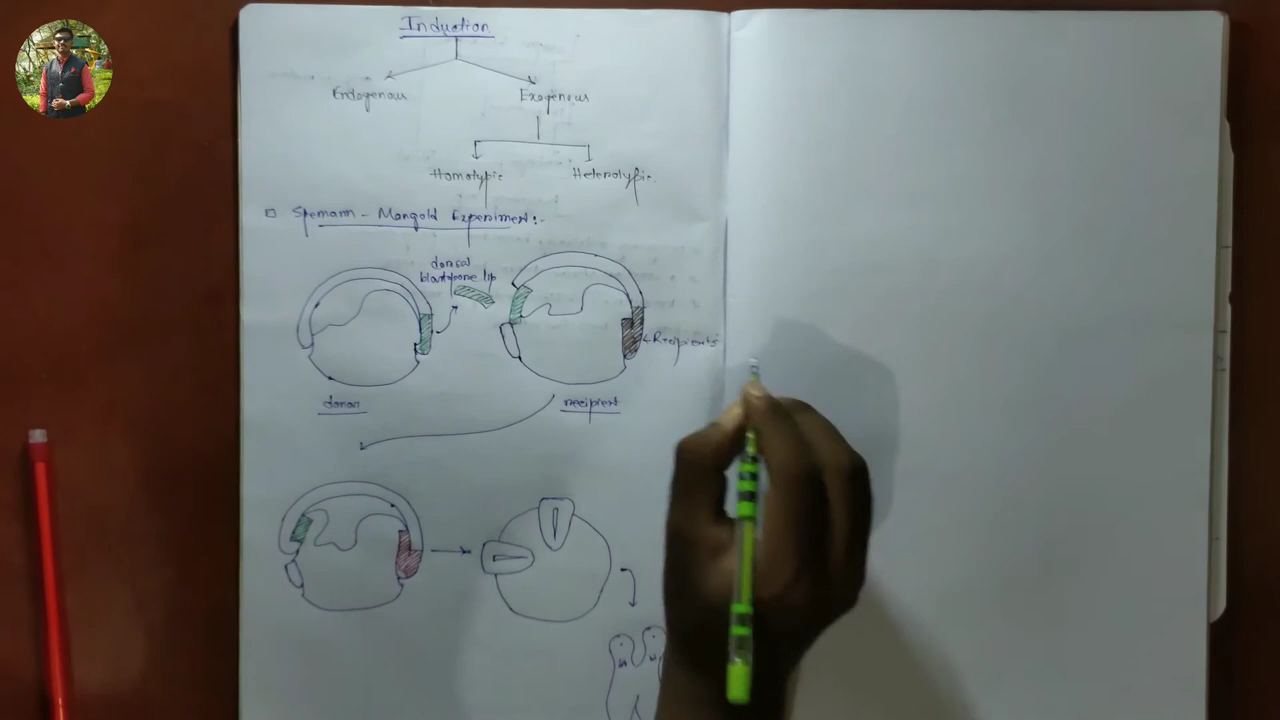 Induction
Endogenous
Exogenous
Homotypic
Heterotypic.
Spemann - Mangold Experiment:-
dorsal
blastopore lip
Recipients
donor
recipient